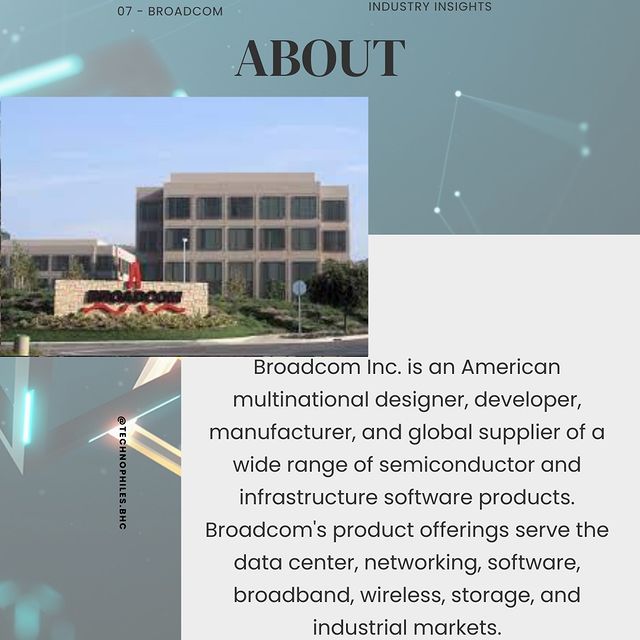 07 - BROADCOM
INDUSTRY INSIGHTS
ABOUT
BROADCOM
Broadcom Inc. is an American
multinational designer, developer,
manufacturer, and global supplier of a
wide range of semiconductor and
infrastructure software products.
Broadcom's product offerings serve the
data center, networking, software,
broadband, wireless, storage, and
industrial markets.
@TECHNOPHILES.BHC